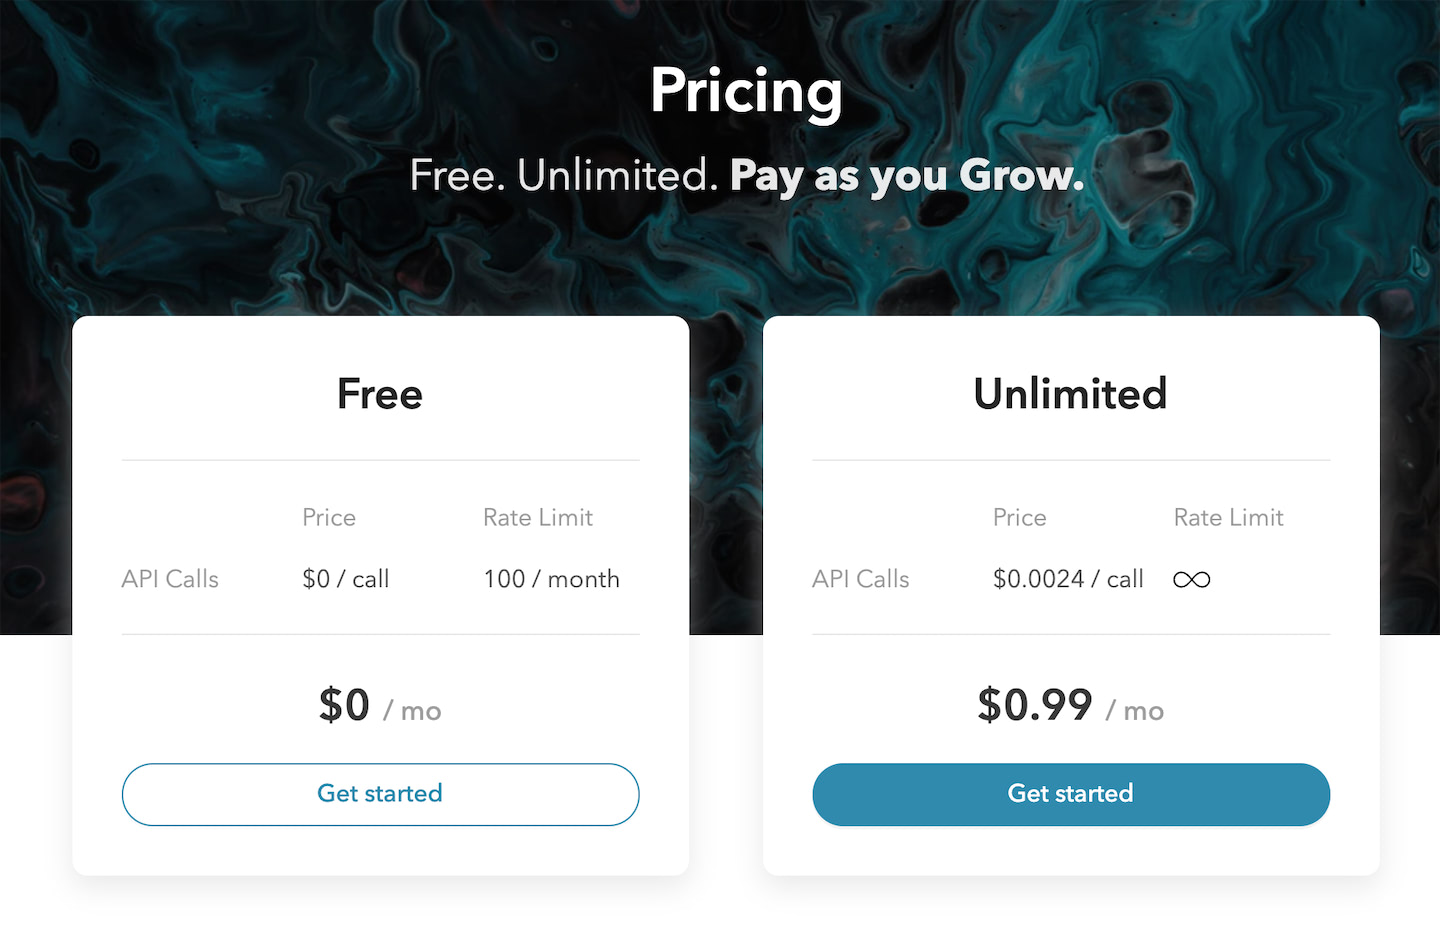 Pricing
Free. Unlimited. Pay as you Grow.
Free
Price Rate Limit
API Calls $0 / call 100 / month
$0 / mo
Get started
Unlimited
Price Rate Limit
API Calls $0.0024 / call ∞
$0.99 / mo
Get started